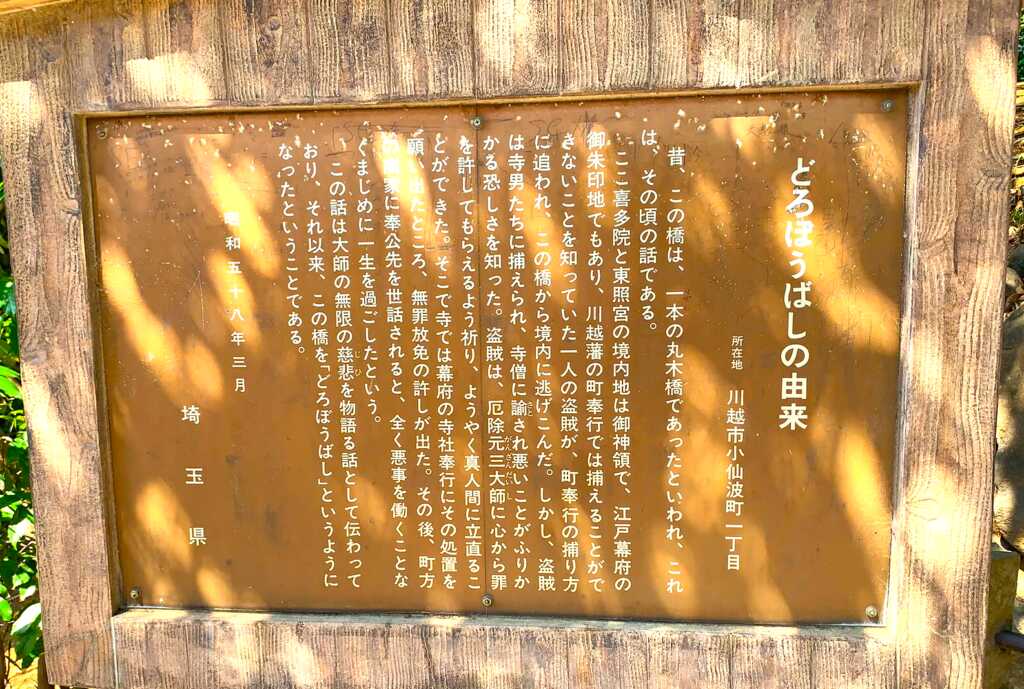 どろぼうばしの由来
所在地 川越市小仙波町一丁目
昔、この橋は、一本の丸木橋であったといわれ、これ
は、その頃の話である。
ここ喜多院と東照宮の境内地は御神領で、江戸幕府の
御朱印地でもあり、川越藩の町奉行では捕えることがで
きないことを知っていた一人の盗賊が、町奉行の捕り方
に追われ、この橋から境内に逃げこんだ。しかし、盗賊
は寺男たちに捕えられ、寺僧に諭され悪いことがふりか
かる恐しさを知った。盗賊は、厄除元三大師に心から罪
を許してもらえるよう祈り、ようやく真人間に立直るこ
とができた。そこで寺では幕府の寺社奉行にその処置を
願い出たところ、無罪放免の許しが出た。その後、町方
の商家に奉公先を世話されると、全く悪事を働くことな
くまじめに一生を過ごしたという。
この話は大師の無限の慈悲を物語る話として伝わって
おり、それ以来、この橋を「どろぼうばし」というように
なったということである。
昭和五十八年三月
埼玉県